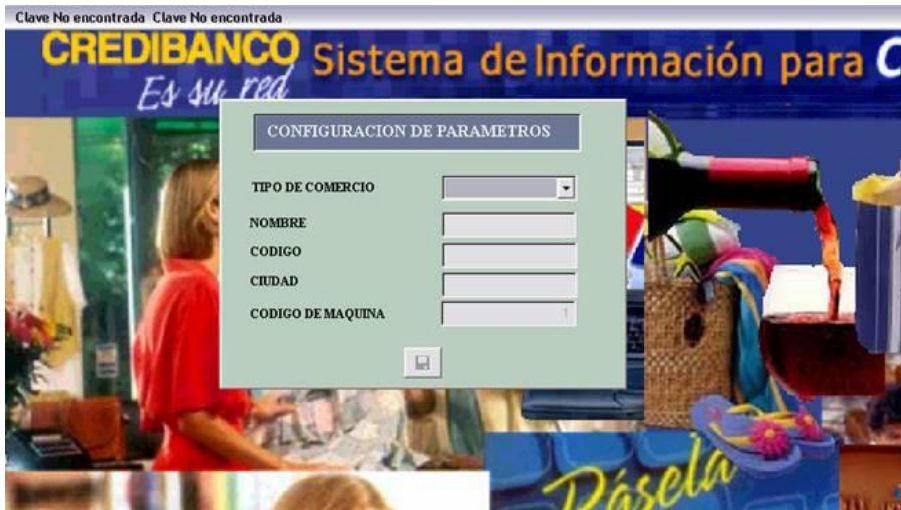 Clave No encontrada Clave No encontrada
CREDIBANCO
Es su red
Sistema de Información para C
CONFIGURACION DE PARAMETROS
TIPO DE COMERCIO
NOMBRE
CODIGO
CIUDAD
CODIGO DE MAQUINA
1
Pásela